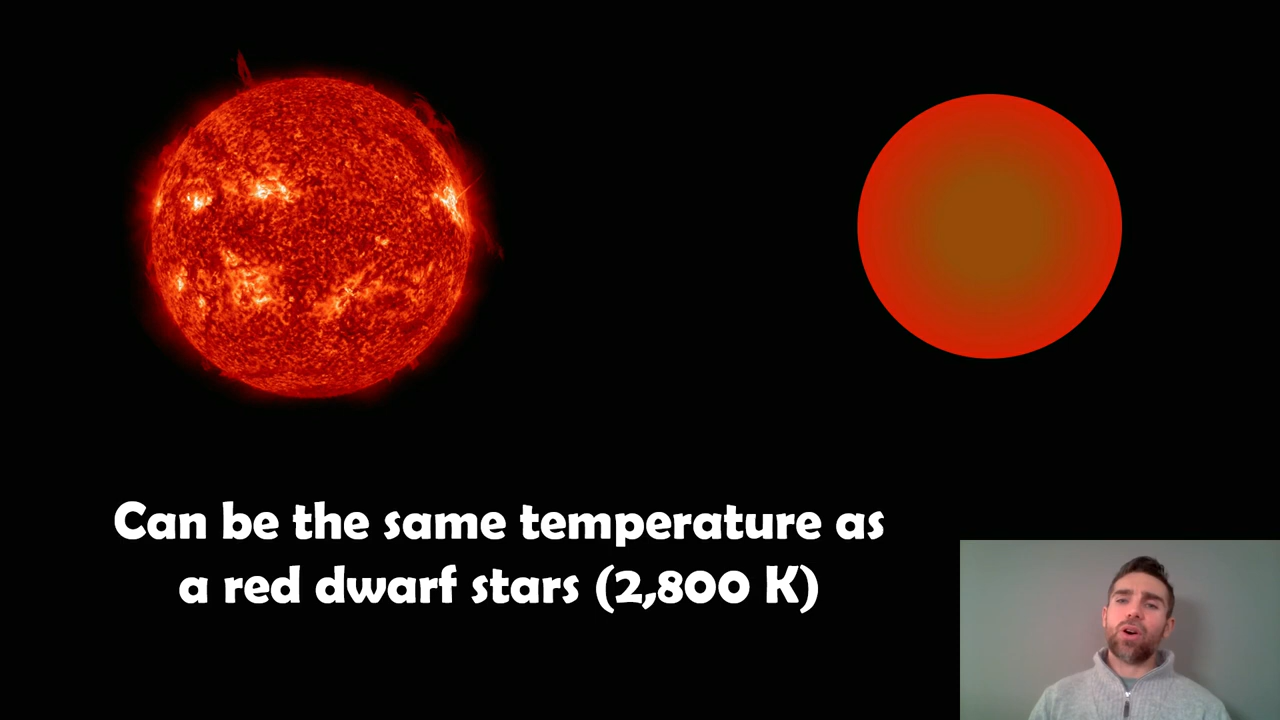 Can be the same temperature as
a red dwarf stars (2,800 K)